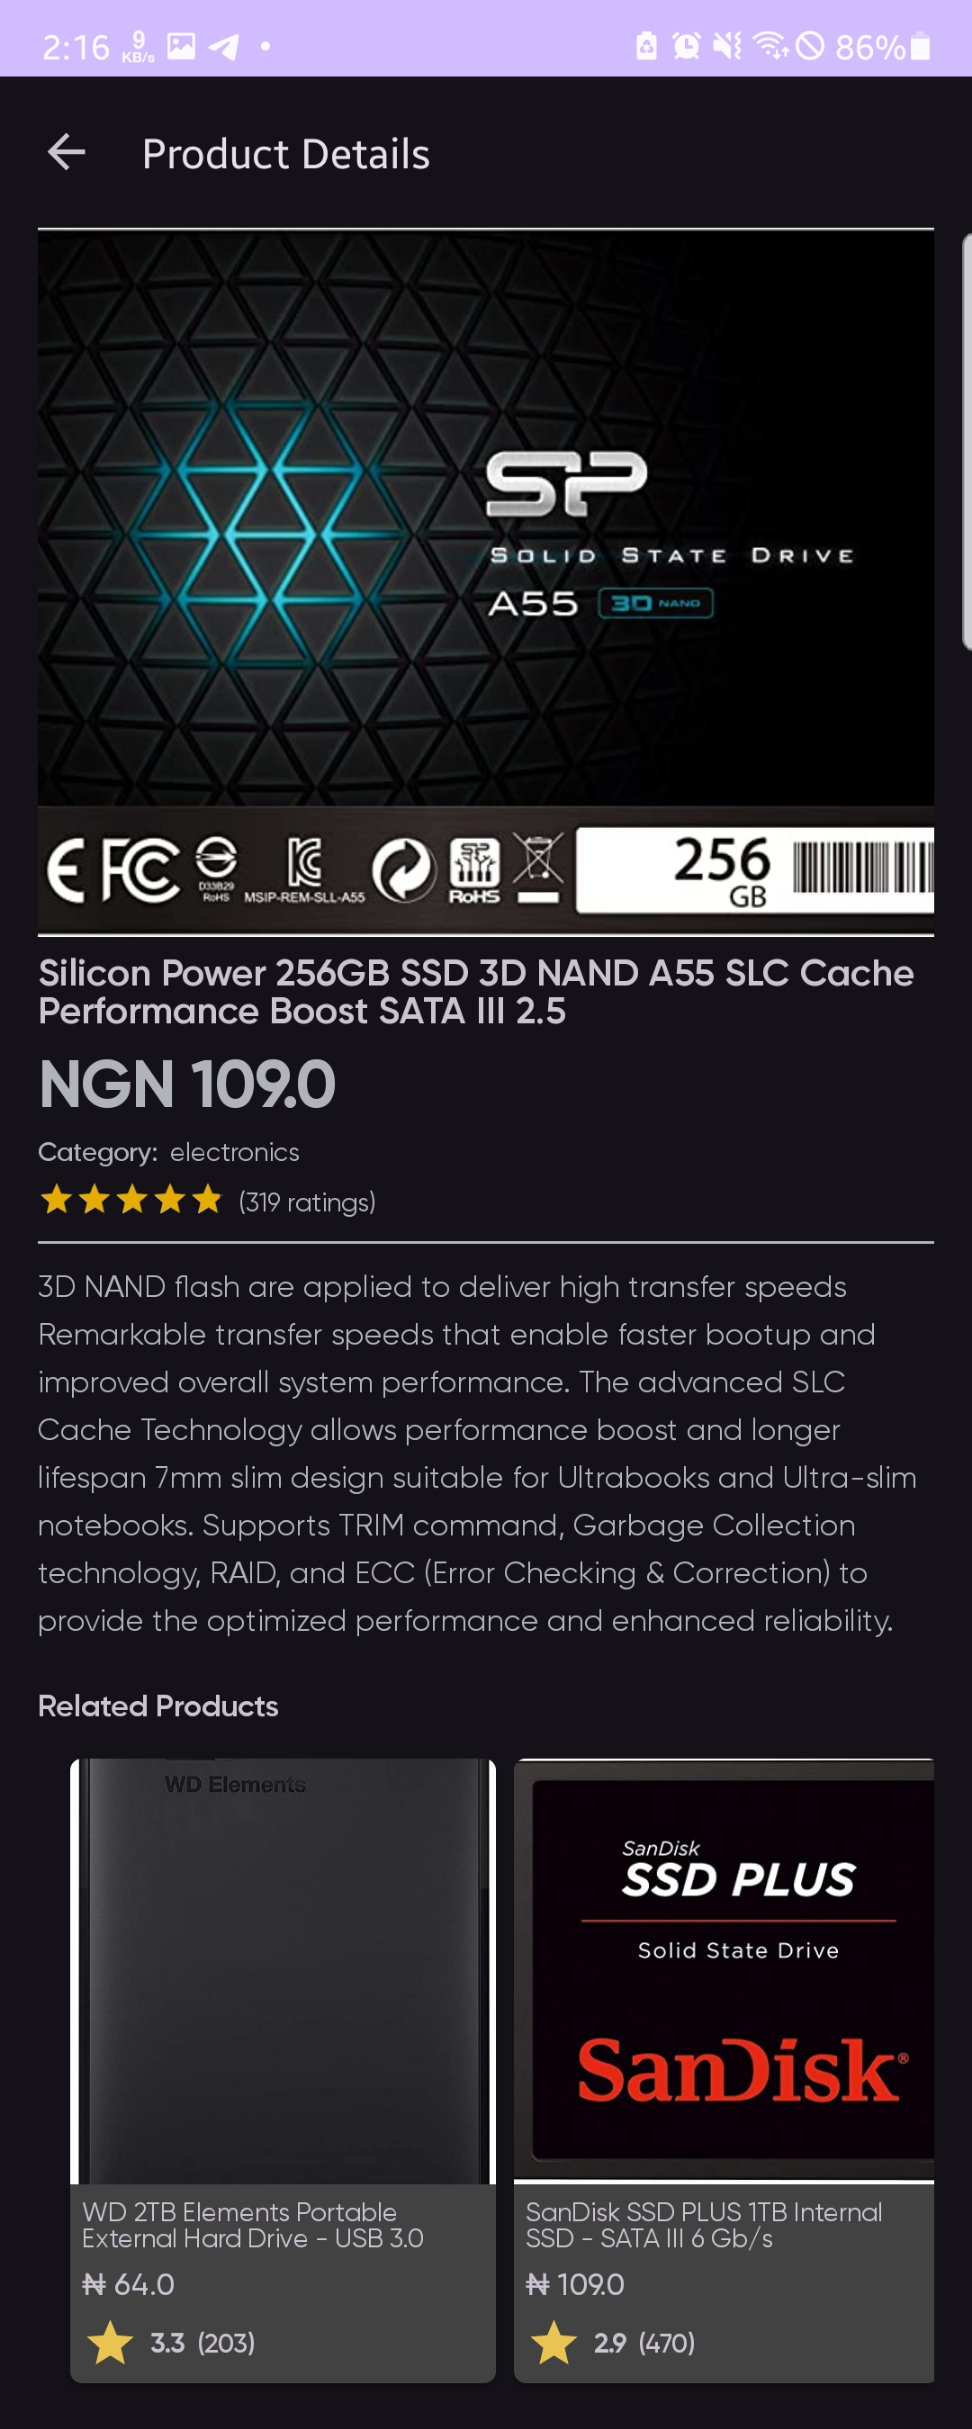 2:16 9 KB/s 86%
Product Details
SP
SOLID STATE DRIVE
A55 3D NAND
CE FC D33B29 RoHS MSIP-REM-SLL-A55 SP RoHS 256 GB
Silicon Power 256GB SSD 3D NAND A55 SLC Cache
Performance Boost SATA III 2.5
NGN 109.0
Category: electronics
(319 ratings)
3D NAND flash are applied to deliver high transfer speeds
Remarkable transfer speeds that enable faster bootup and
improved overall system performance. The advanced SLC
Cache Technology allows performance boost and longer
lifespan 7mm slim design suitable for Ultrabooks and Ultra-slim
notebooks. Supports TRIM command, Garbage Collection
technology, RAID, and ECC (Error Checking & Correction) to
provide the optimized performance and enhanced reliability.
Related Products
WD Elements
SanDisk
SSD PLUS
Solid State Drive
SanDisk®
WD 2TB Elements Portable
External Hard Drive - USB 3.0
₦ 64.0
3.3 (203)
SanDisk SSD PLUS 1TB Internal
SSD - SATA III 6 Gb/s
₦ 109.0
2.9 (470)